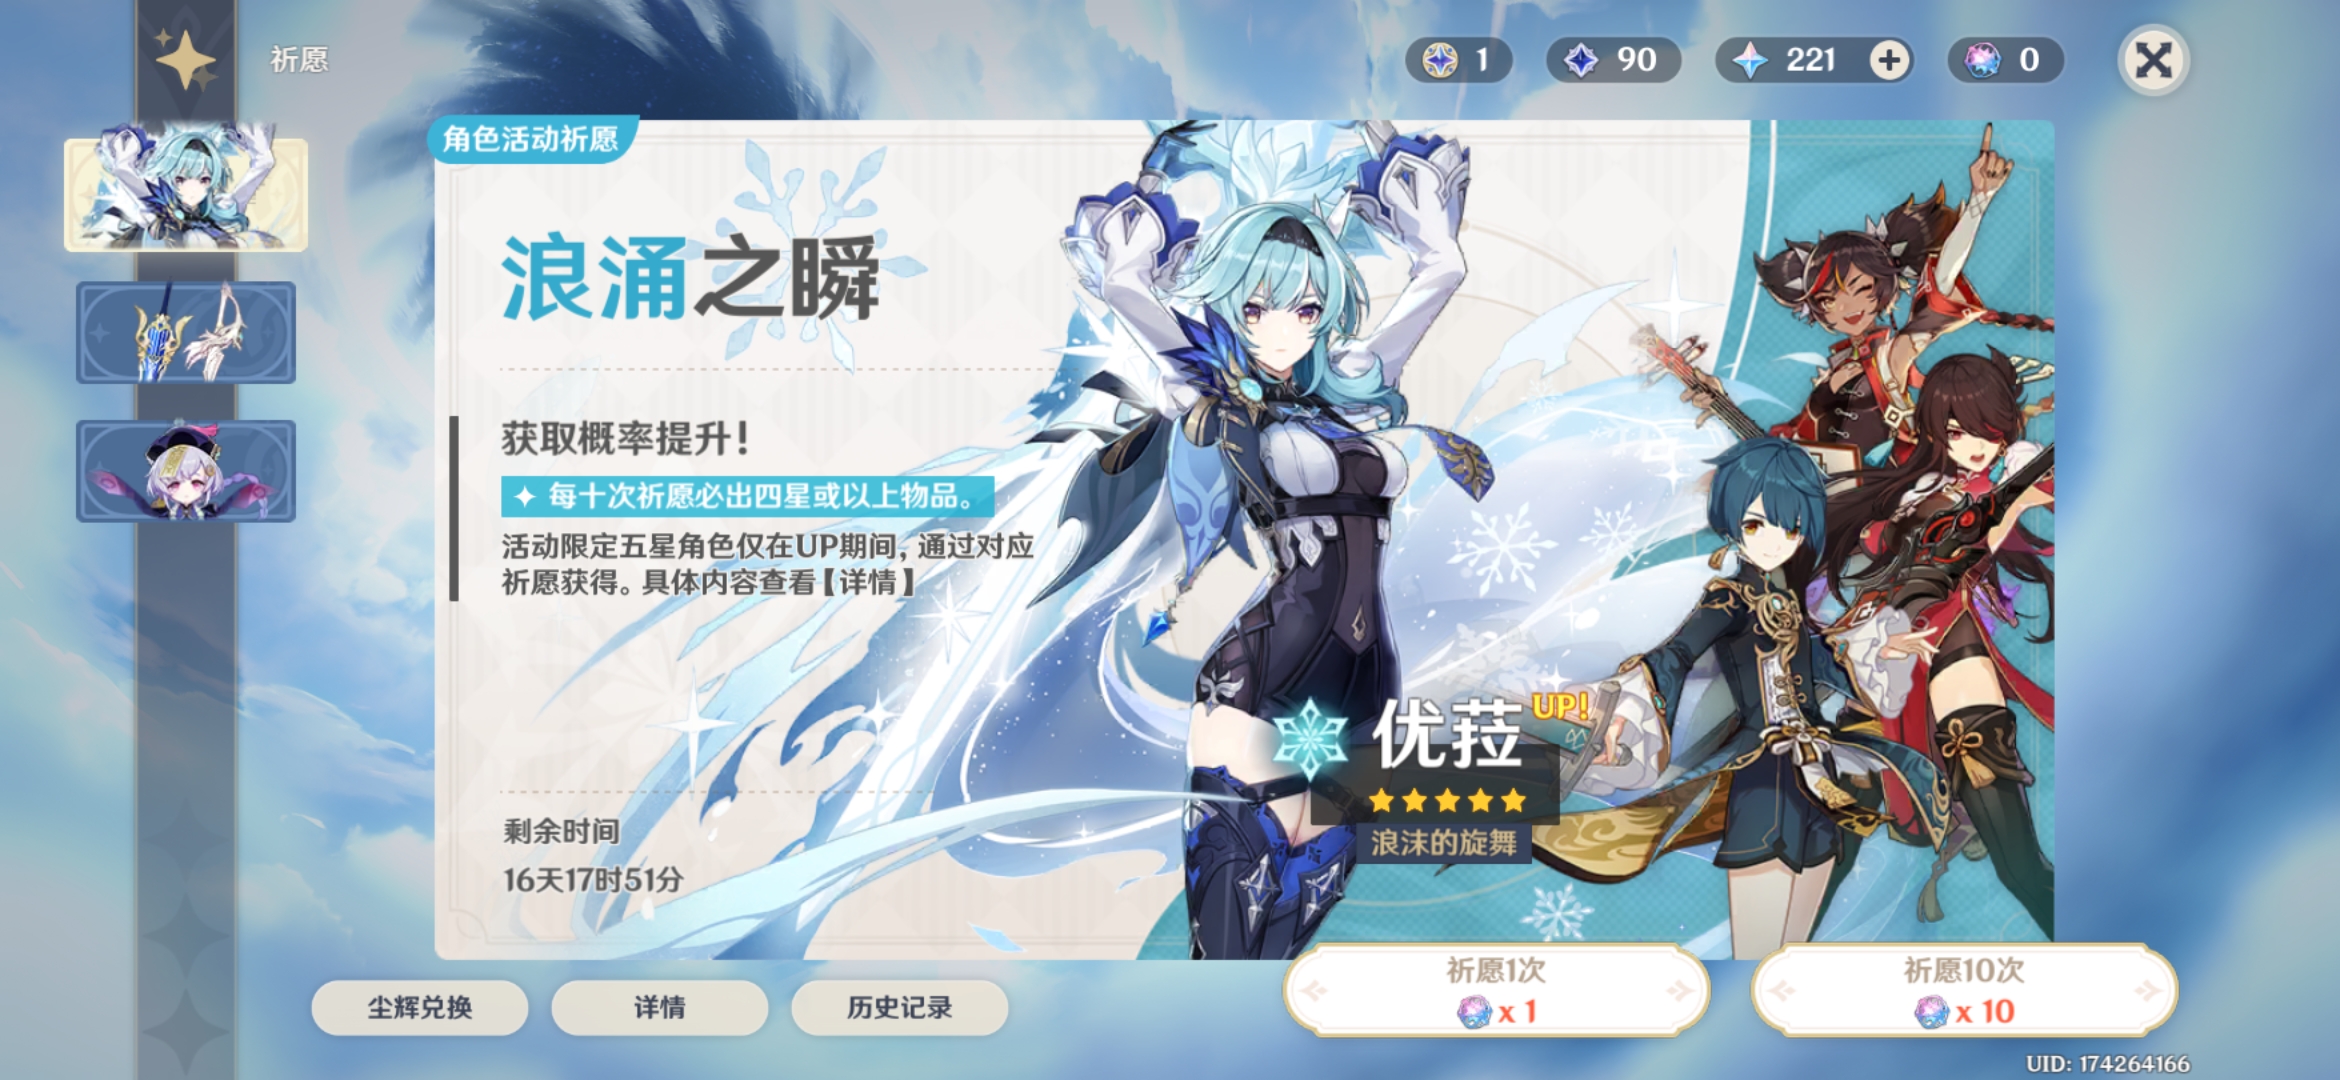 祈愿
1
90
221
0
角色活动祈愿
浪涌之瞬
获取概率提升！
每十次祈愿必出四星或以上物品。
活动限定五星角色仅在UP期间，通过对应
祈愿获得。具体内容查看【详情】
优菈 UP!
浪沫的旋舞
剩余时间
16天17时51分
尘辉兑换
详情
历史记录
祈愿1次
x 1
祈愿10次
x 10
UID: 174264166